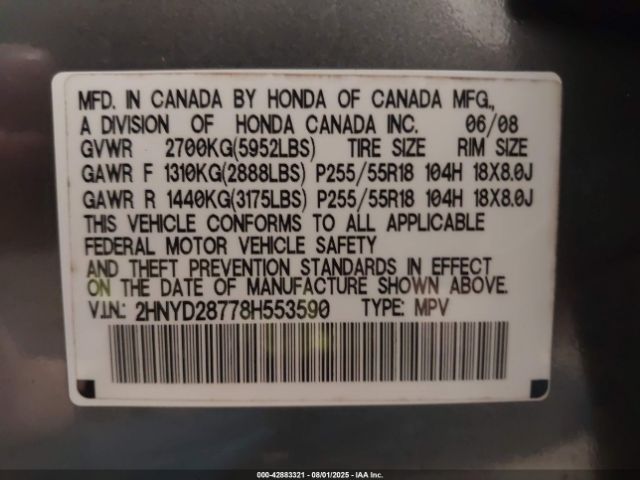 MFD. IN CANADA BY HONDA OF CANADA MFG.,
A DIVISION OF HONDA CANADA INC. 06/08
GVWR 2700KG(5952LBS) TIRE SIZE RIM SIZE
GAWR F 1310KG(2888LBS) P255/55R18 104H 18X8.0J
GAWR R 1440KG(3175LBS) P255/55R18 104H 18X8.0J
THIS VEHICLE CONFORMS TO ALL APPLICABLE
FEDERAL MOTOR VEHICLE SAFETY
AND THEFT PREVENTION STANDARDS IN EFFECT
ON THE DATE OF MANUFACTURE SHOWN ABOVE.
V.I.N.: 2HNYD28778H553590 TYPE: MPV
000-42883321 - 08/01/2025 - IAA Inc.